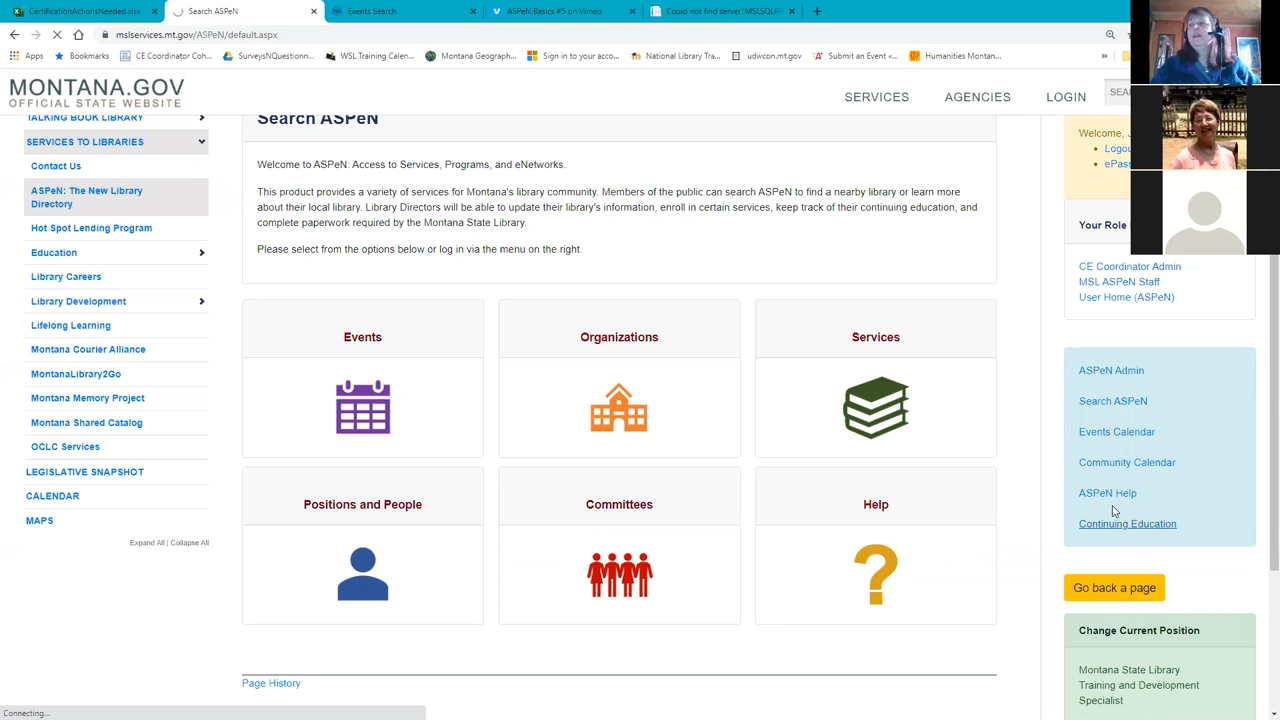 CertificationActionsNeeded.xlsx
Search ASPeN
Events Search
ASPeN Basics #5 on Vimeo
Could not find server 'MSLSQLP
mslservices.mt.gov/ASPeN/default.aspx
Apps
Bookmarks
CE Coordinator Coh...
SurveysNQuestionn...
WSL Training Calen...
Montana Geograph...
Sign in to your acco...
National Library Tra...
udwcon.mt.gov
Submit an Event «...
Humanities Montan...
MONTANA.GOV
OFFICIAL STATE WEBSITE
SERVICES
AGENCIES
LOGIN
SEA
TALKING BOOK LIBRARY
SERVICES TO LIBRARIES
Contact Us
ASPeN: The New Library
Directory
Hot Spot Lending Program
Education
Library Careers
Library Development
Lifelong Learning
Montana Courier Alliance
MontanaLibrary2Go
Montana Memory Project
Montana Shared Catalog
OCLC Services
LEGISLATIVE SNAPSHOT
CALENDAR
MAPS
Expand All | Collapse All
Search ASPeN
Welcome to ASPeN: Access to Services, Programs, and eNetworks.
This product provides a variety of services for Montana's library community. Members of the public can search ASPeN to find a nearby library or learn more
about their local library. Library Directors will be able to update their library's information, enroll in certain services, keep track of their continuing education, and
complete paperwork required by the Montana State Library.
Please select from the options below or log in via the menu on the right.
Events
Organizations
Services
Positions and People
Committees
Help
Page History
Welcome, J
Logou
ePass
Your Role
CE Coordinator Admin
MSL ASPeN Staff
User Home (ASPeN)
ASPeN Admin
Search ASPeN
Events Calendar
Community Calendar
ASPeN Help
Continuing Education
Go back a page
Change Current Position
Montana State Library
Training and Development
Specialist
Connecting...